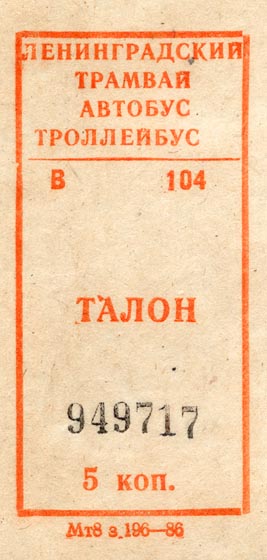 ЛЕНИНГРАДСКИЙ
ТРАМВАЙ
АВТОБУС
ТРОЛЛЕЙБУС
В 104
ТАЛОН
949717
5 коп.
Мт8 з. 196—86